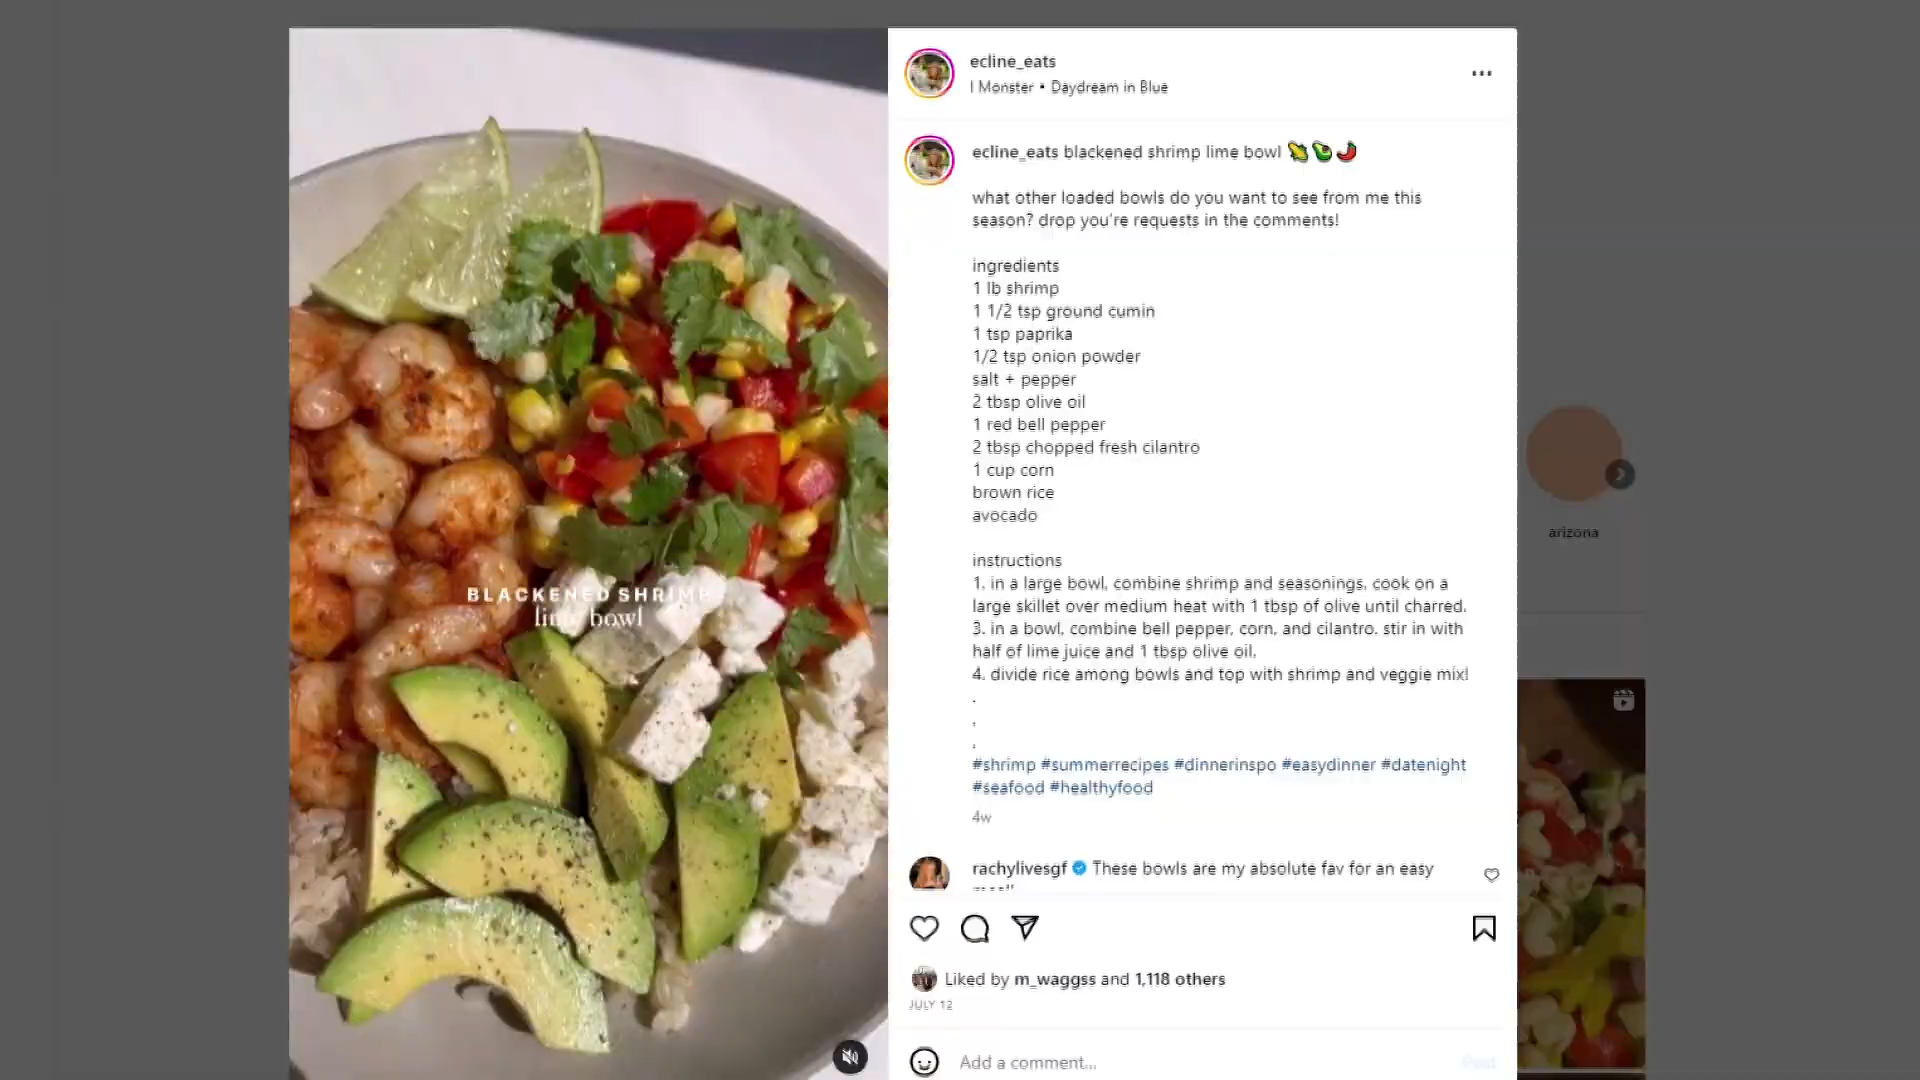 BLACKENED SHRIMP
lime bowl
ecline_eats
I Monster • Daydream in Blue
ecline_eats blackened shrimp lime bowl 🌽🥑🌶️
what other loaded bowls do you want to see from me this
season? drop you're requests in the comments!
ingredients
1 lb shrimp
1 1/2 tsp ground cumin
1 tsp paprika
1/2 tsp onion powder
salt + pepper
2 tbsp olive oil
1 red bell pepper
2 tbsp chopped fresh cilantro
1 cup corn
brown rice
avocado
instructions
1. in a large bowl, combine shrimp and seasonings. cook on a
large skillet over medium heat with 1 tbsp of olive until charred.
3. in a bowl, combine bell pepper, corn, and cilantro. stir in with
half of lime juice and 1 tbsp olive oil.
4. divide rice among bowls and top with shrimp and veggie mix!
.
.
.
#shrimp #summerrecipes #dinnerinspo #easydinner #datenight
#seafood #healthyfood
4w
rachylivesgf These bowls are my absolute fav for an easy
Liked by m_waggss and 1,118 others
JULY 12
Add a comment...
Post
arizona